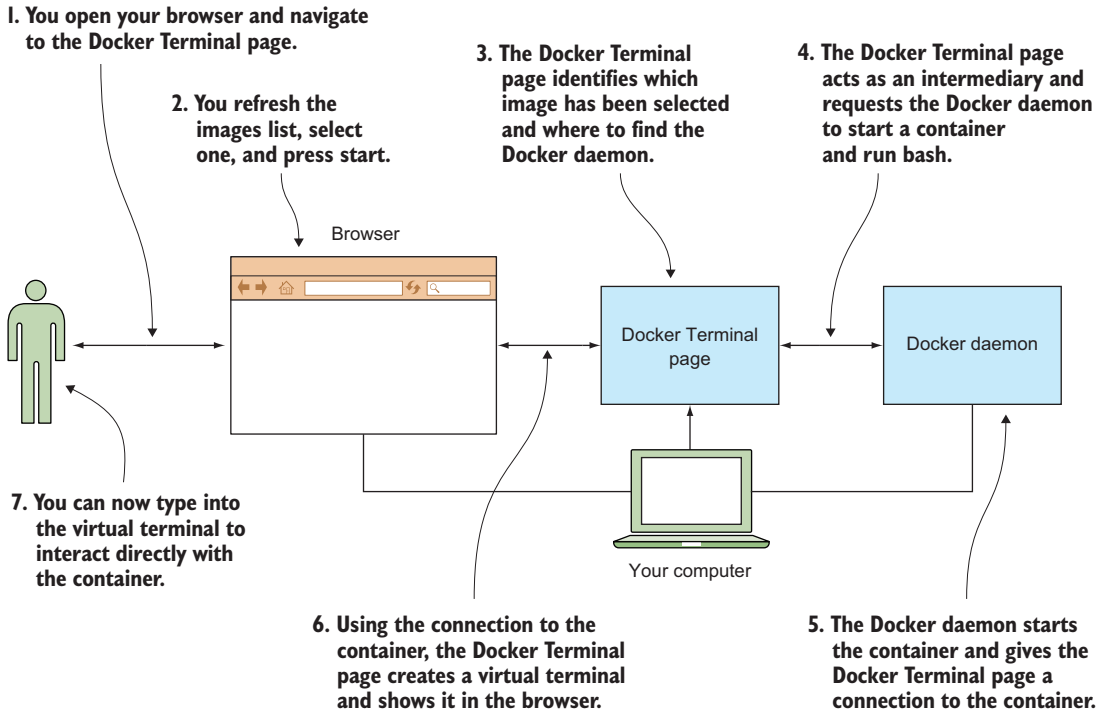 1. You open your browser and navigate
to the Docker Terminal page.
2. You refresh the
images list, select
one, and press start.
3. The Docker Terminal
page identifies which
image has been selected
and where to find the
Docker daemon.
4. The Docker Terminal page
acts as an intermediary and
requests the Docker daemon
to start a container
and run bash.
Browser
Docker Terminal
page
Docker daemon
7. You can now type into
the virtual terminal to
interact directly with
the container.
Your computer
6. Using the connection to the
container, the Docker Terminal
page creates a virtual terminal
and shows it in the browser.
5. The Docker daemon starts
the container and gives the
Docker Terminal page a
connection to the container.